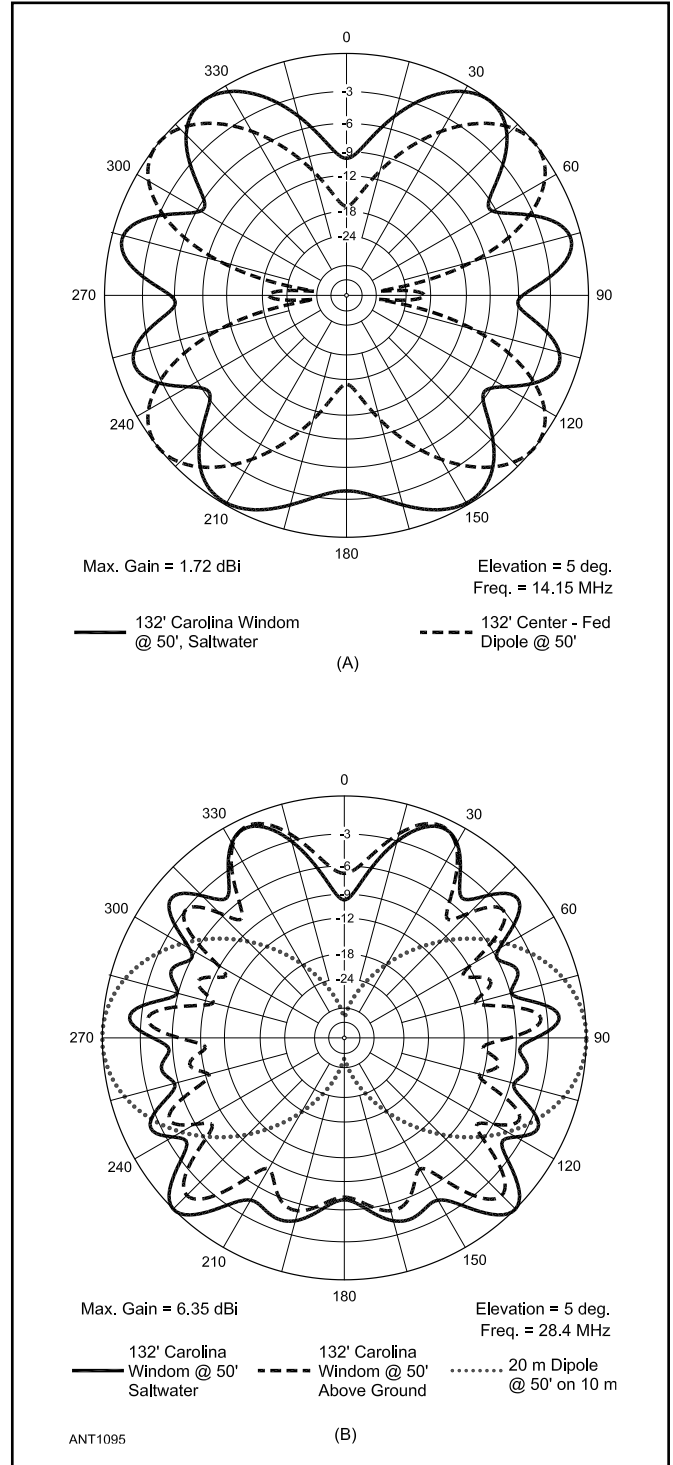 0
330
30
-3
-6
300
-9
60
-12
-18
-24
270
90
240
120
210
150
180
Max. Gain = 1.72 dBi
Elevation = 5 deg.
Freq. = 14.15 MHz
132' Carolina Windom
@ 50', Saltwater
132' Center - Fed
Dipole @ 50'
(A)
0
330
30
-3
-6
300
-9
60
-12
-18
-24
270
90
240
120
210
150
180
Max. Gain = 6.35 dBi
Elevation = 5 deg.
Freq. = 28.4 MHz
132' Carolina
Windom @ 50'
Saltwater
132' Carolina
Windom @ 50'
Above Ground
20 m Dipole
@ 50' on 10 m
ANT1095
(B)